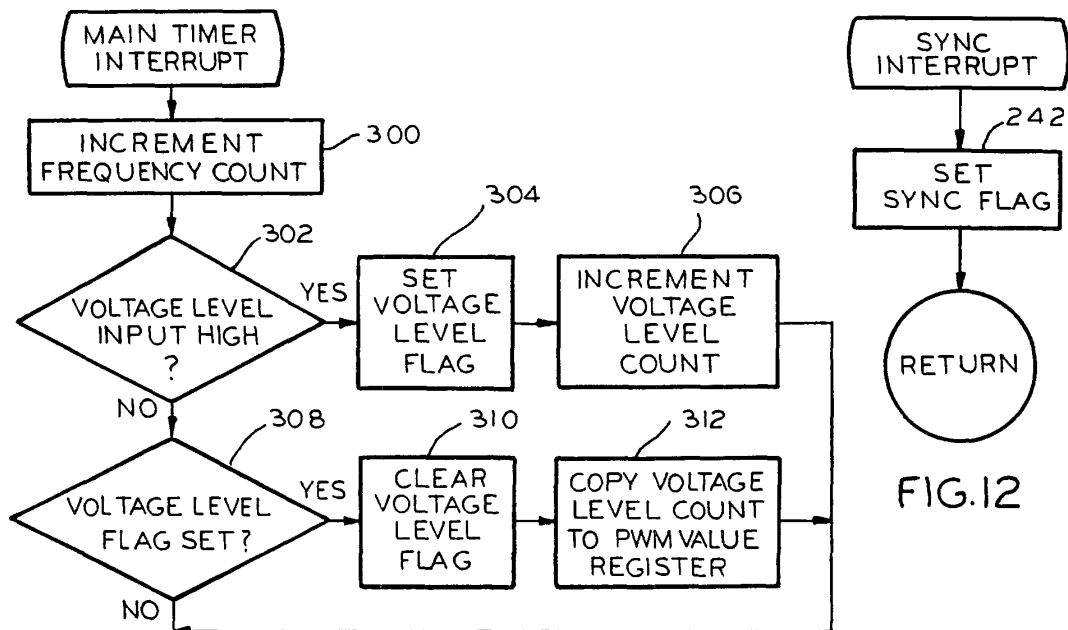 MAIN TIMER
INTERRUPT
INCREMENT
FREQUENCY COUNT
300
302
VOLTAGE LEVEL
INPUT HIGH
?
YES
NO
304
SET
VOLTAGE
LEVEL
FLAG
306
INCREMENT
VOLTAGE
LEVEL
COUNT
308
VOLTAGE LEVEL
FLAG SET?
YES
NO
310
CLEAR
VOLTAGE
LEVEL
FLAG
312
COPY VOLTAGE
LEVEL COUNT
TO PWM VALUE
REGISTER
SYNC
INTERRUPT
242
SET
SYNC FLAG
RETURN
FIG.12